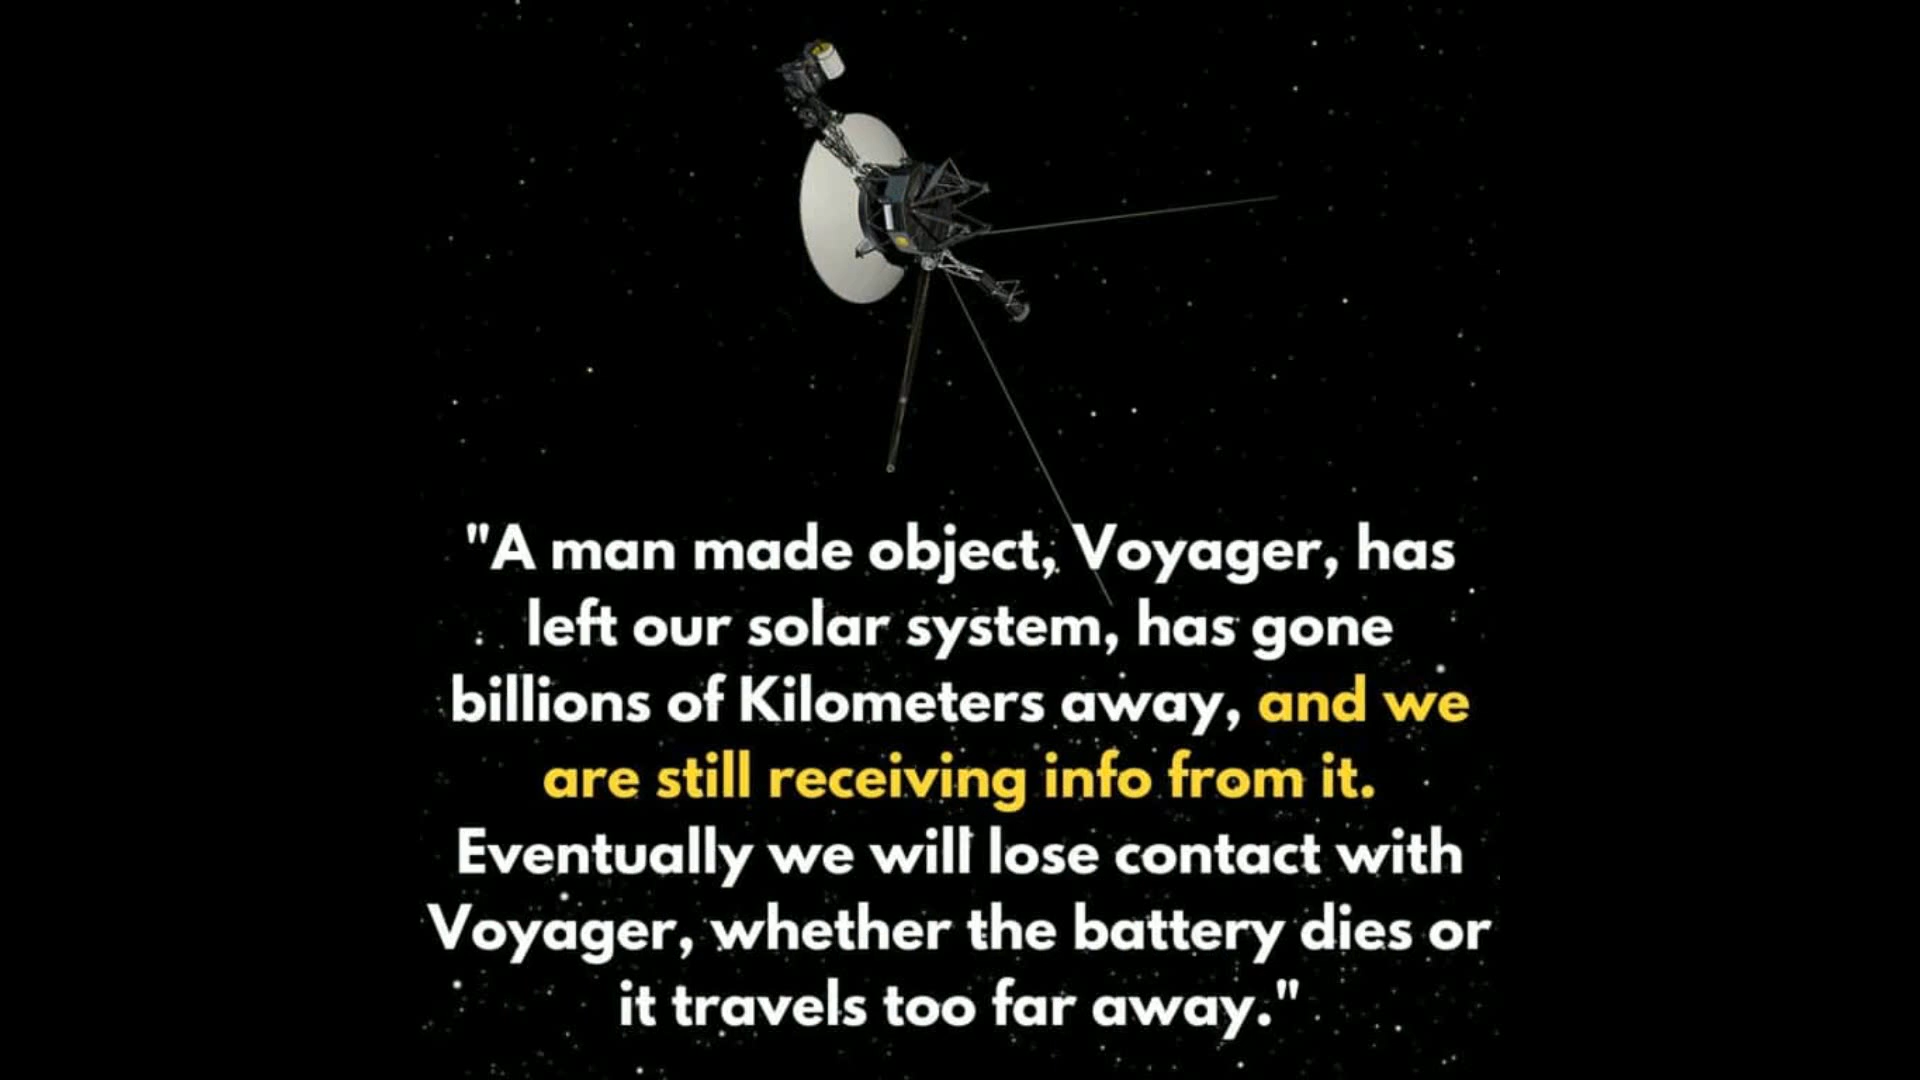 "A man made object, Voyager, has
left our solar system, has gone
billions of Kilometers away, and we
are still receiving info from it.
Eventually we will lose contact with
Voyager, whether the battery dies or
it travels too far away."